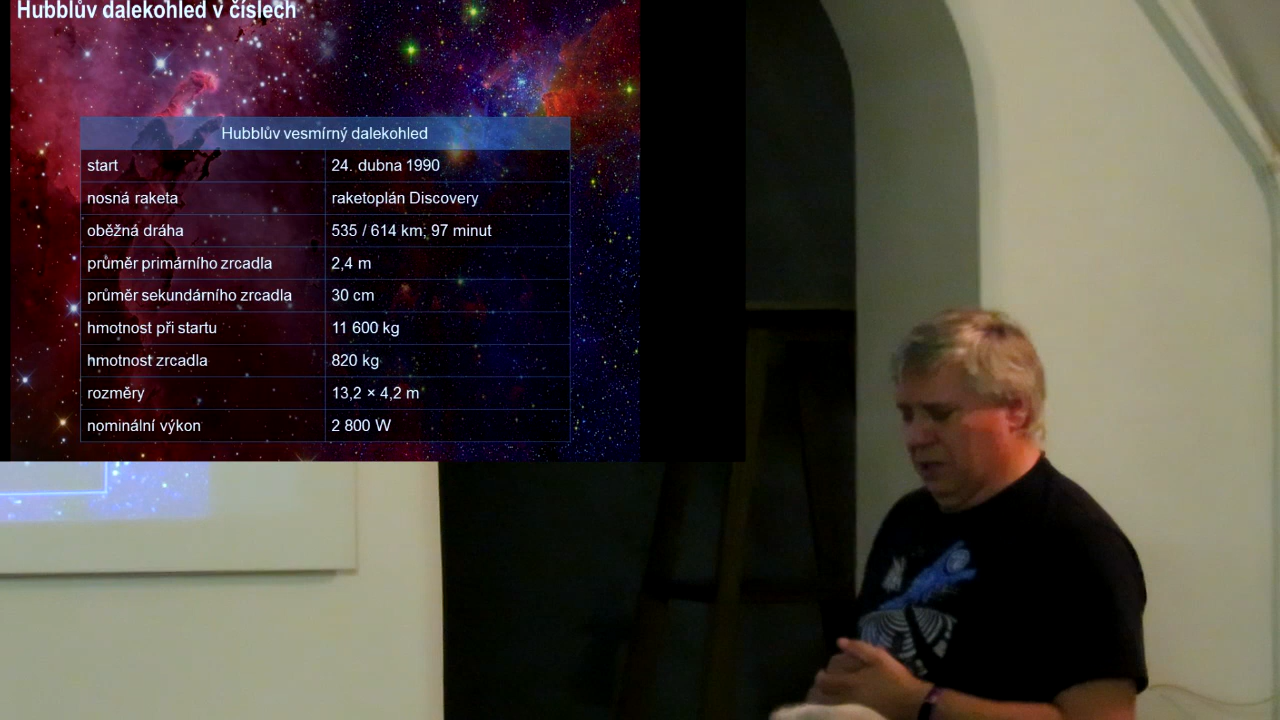 Hubblův dalekohled v číslech
Hubblův vesmírný dalekohled
start 24. dubna 1990
nosná raketa raketoplán Discovery
oběžná dráha 535 / 614 km; 97 minut
průměr primárního zrcadla 2,4 m
průměr sekundárního zrcadla 30 cm
hmotnost při startu 11 600 kg
hmotnost zrcadla 820 kg
rozměry 13,2 × 4,2 m
nominální výkon 2 800 W